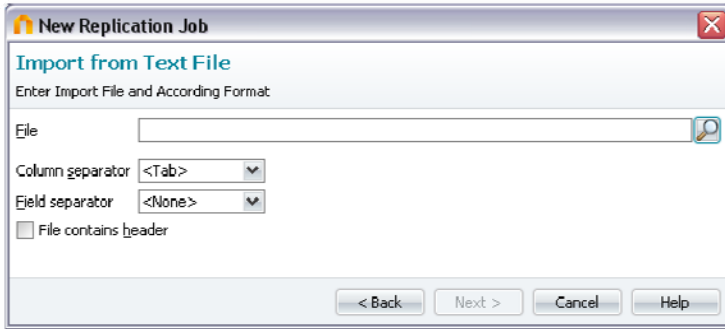 New Replication Job
Import from Text File
Enter Import File and According Format
File
Column separator <Tab>
Field separator <None>
File contains header
< Back Next > Cancel Help